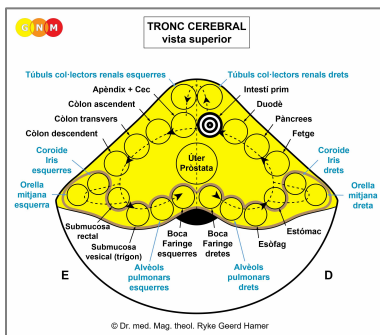 GNM
TRONC CEREBRAL
vista superior
Túbuls col·lectors renals esquerres
Túbuls col·lectors renals drets
Apèndix + Cec
Intestí prim
Còlon ascendent
Duodè
Còlon transvers
Pàncrees
Còlon descendent
Fetge
Coroide
Iris
esquerres
Coroide
Iris
drets
Úter
Pròstata
Orella
mitjana
esquerra
Orella
mitjana
dreta
Submucosa
rectal
Submucosa
vesical (trígon)
Boca
Faringe
esquerres
Boca
Faringe
dretes
Estómac
Esòfag
Alvèols
pulmonars
esquerres
Alvèols
pulmonars
drets
E
D
© Dr. med. Mag. theol. Ryke Geerd Hamer